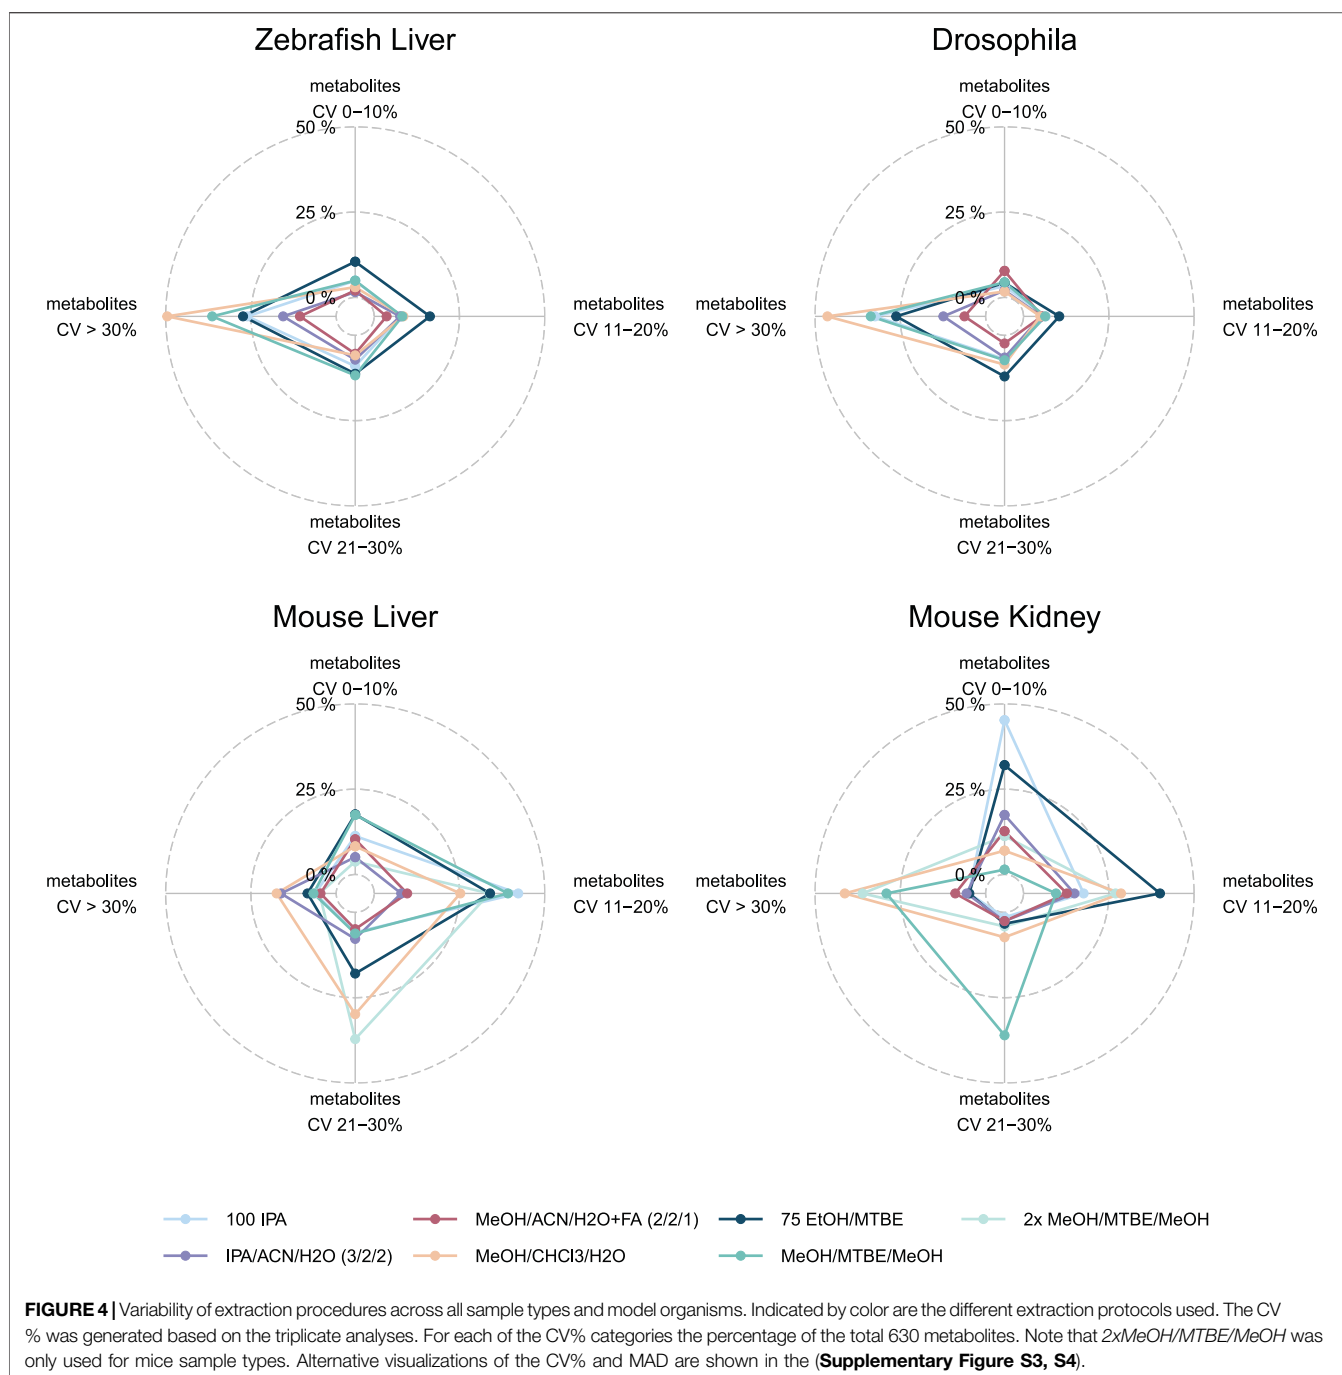 Zebrafish Liver
metabolites
CV 0–10%
50 %
25 %
0 %
metabolites
CV > 30%
metabolites
CV 11–20%
metabolites
CV 21–30%
Drosophila
metabolites
CV 0–10%
50 %
25 %
0 %
metabolites
CV > 30%
metabolites
CV 11–20%
metabolites
CV 21–30%
Mouse Liver
metabolites
CV 0–10%
50 %
25 %
0 %
metabolites
CV > 30%
metabolites
CV 11–20%
metabolites
CV 21–30%
Mouse Kidney
metabolites
CV 0–10%
50 %
25 %
0 %
metabolites
CV > 30%
metabolites
CV 11–20%
metabolites
CV 21–30%
100 IPA
MeOH/ACN/H2O+FA (2/2/1)
75 EtOH/MTBE
2x MeOH/MTBE/MeOH
IPA/ACN/H2O (3/2/2)
MeOH/CHCl3/H2O
MeOH/MTBE/MeOH
FIGURE 4 | Variability of extraction procedures across all sample types and model organisms. Indicated by color are the different extraction protocols used. The CV
% was generated based on the triplicate analyses. For each of the CV% categories the percentage of the total 630 metabolites. Note that 2xMeOH/MTBE/MeOH was
only used for mice sample types. Alternative visualizations of the CV% and MAD are shown in the (Supplementary Figure S3, S4).